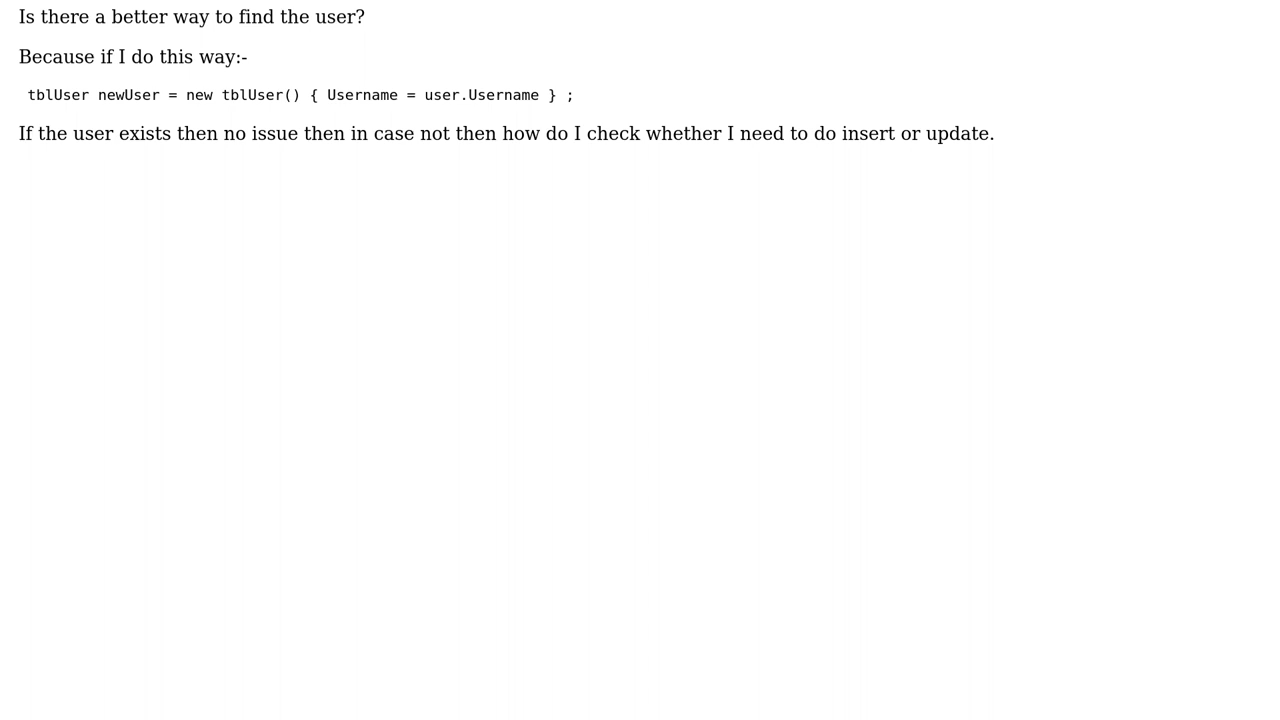 Is there a better way to find the user?
Because if I do this way:-
tblUser newUser = new tblUser() { Username = user.Username } ;
If the user exists then no issue then in case not then how do I check whether I need to do insert or update.